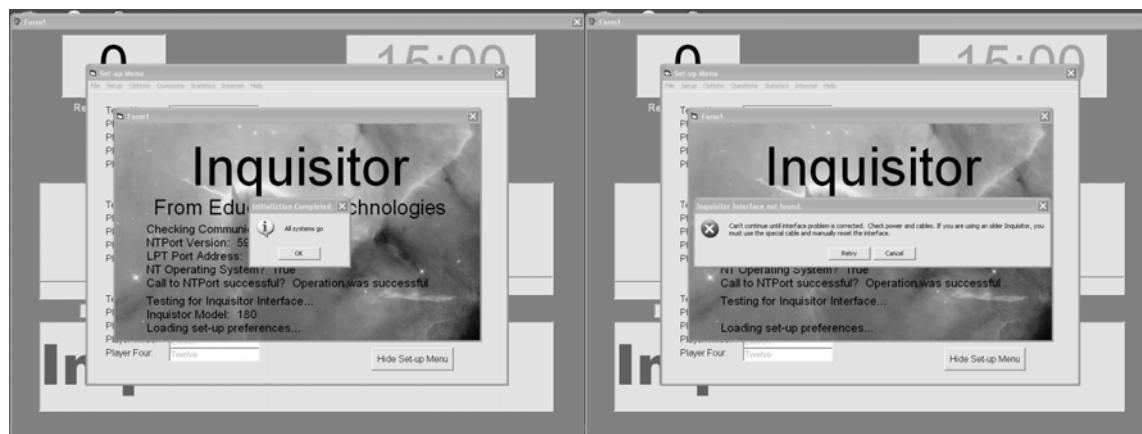 Form1
0
15:00
Set-up Menu
File Setup Options Questions Statistics Internet Help
Form1
Inquisitor
From Edu
chnologies
Initializtion Completed
All systems go
OK
Checking Communi
NTPort Version: 59
LPT Port Address:
NT Operating System? True
Call to NTPort successful? Operation was successful
Testing for Inquisitor Interface...
Inquistor Model: 180
Loading set-up preferences...
Player Four: Twelve
Hide Set-up Menu
Inq
Form1
0
15:00
Set-up Menu
File Setup Options Questions Statistics Internet Help
Form1
Inquisitor
Inquisitor Interface not found.
Can't continue until interface problem is corrected. Check power and cables. If you are using an older Inquisitor, you
must use the special cable and manually reset the interface.
Retry Cancel
NT Operating System? True
Call to NTPort successful? Operation was successful
Testing for Inquisitor Interface...
Loading set-up preferences...
Player Four: Twelve
Hide Set-up Menu
Inq